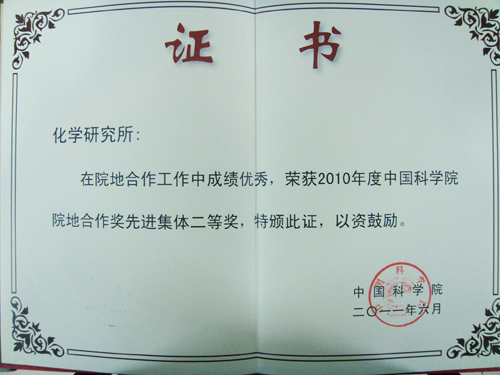 证 书
化学研究所:
在院地合作工作中成绩优秀，荣获2010年度中国科学院
院地合作奖先进集体二等奖，特颁此证，以资鼓励。
中国科学院
二〇一一年六月